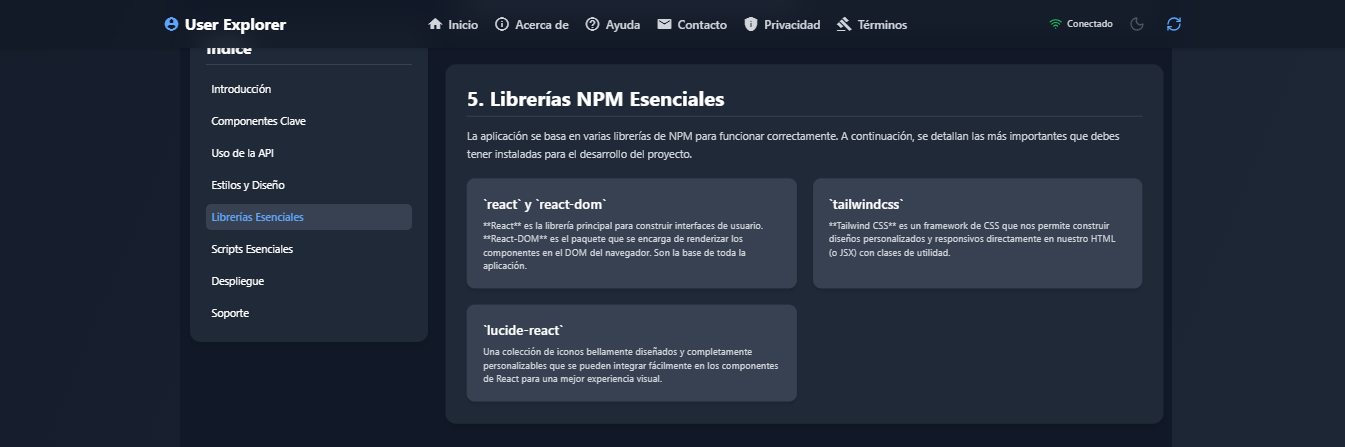 User Explorer
Inicio
Acerca de
Ayuda
Contacto
Privacidad
Términos
Conectado
Índice
Introducción
Componentes Clave
Uso de la API
Estilos y Diseño
Librerías Esenciales
Scripts Esenciales
Despliegue
Soporte
5. Librerías NPM Esenciales
La aplicación se basa en varias librerías de NPM para funcionar correctamente. A continuación, se detallan las más importantes que debes
tener instaladas para el desarrollo del proyecto.
`react` y `react-dom`
**React** es la librería principal para construir interfaces de usuario.
**React-DOM** es el paquete que se encarga de renderizar los
componentes en el DOM del navegador. Son la base de toda la
aplicación.
`tailwindcss`
**Tailwind CSS** es un framework de CSS que nos permite construir
diseños personalizados y responsivos directamente en nuestro HTML
(o JSX) con clases de utilidad.
`lucide-react`
Una colección de iconos bellamente diseñados y completamente
personalizables que se pueden integrar fácilmente en los componentes
de React para una mejor experiencia visual.